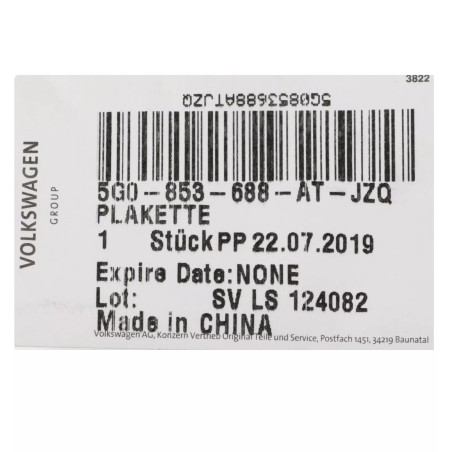 3822
5G0853688ATJZQ
VOLKSWAGEN
GROUP
5G0-853-688-AT-JZQ
PLAKETTE
1 Stück PP 22.07.2019
Expire Date:NONE
Lot: SV LS 124082
Made in CHINA
Volkswagen AG, Konzern Vertrieb Original Teile und Service, Postfach 1451, 34219 Baunatal